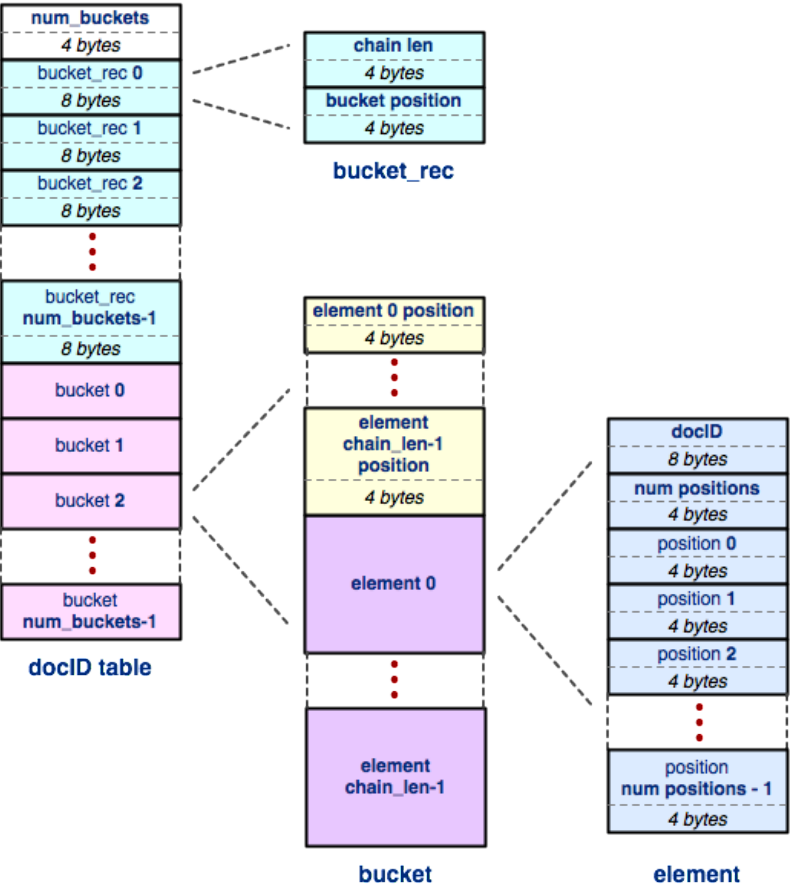 num_buckets
4 bytes
bucket_rec 0
8 bytes
bucket_rec 1
8 bytes
bucket_rec 2
8 bytes
bucket_rec
num_buckets-1
8 bytes
bucket 0
bucket 1
bucket 2
bucket
num_buckets-1
docID table
chain len
4 bytes
bucket position
4 bytes
bucket_rec
element 0 position
4 bytes
element
chain_len-1
position
4 bytes
element 0
element
chain_len-1
bucket
docID
8 bytes
num positions
4 bytes
position 0
4 bytes
position 1
4 bytes
position 2
4 bytes
position
num positions - 1
4 bytes
element